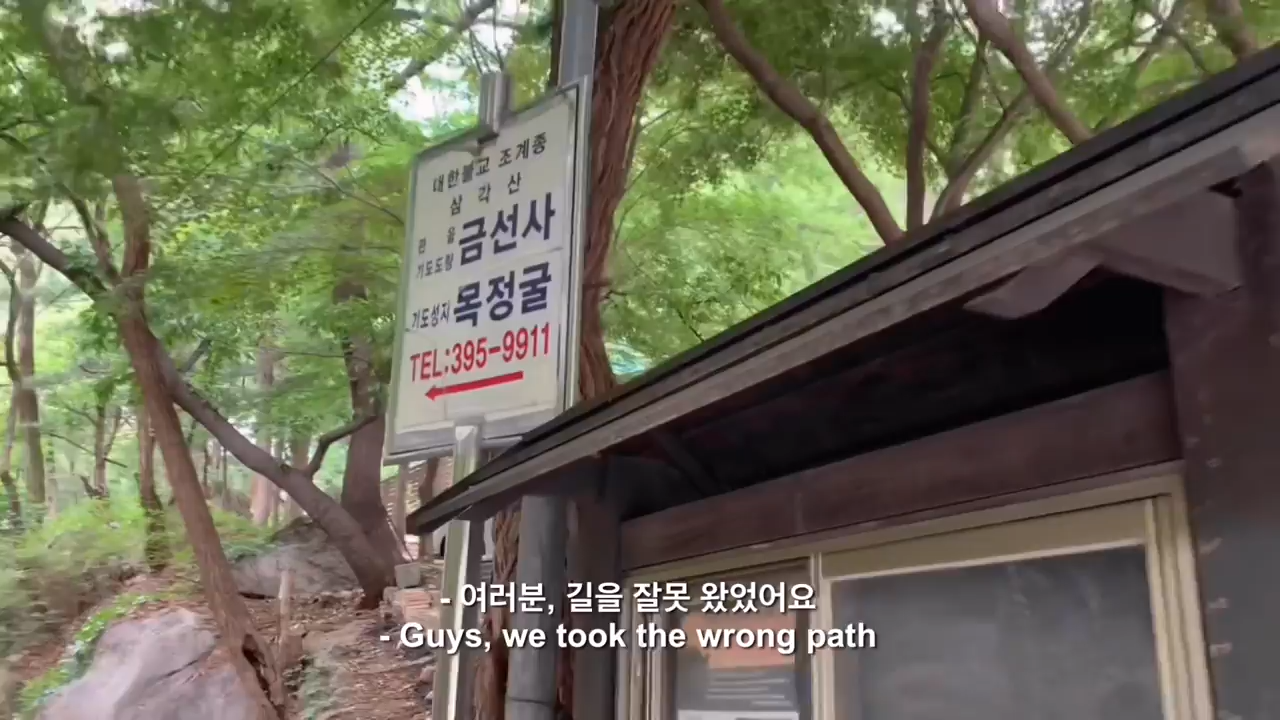 대한불교 조계종
삼각산
관음
기도도량 금선사
기도성지 목정굴
TEL:395-9911
- 여러분, 길을 잘못 왔었어요
- Guys, we took the wrong path